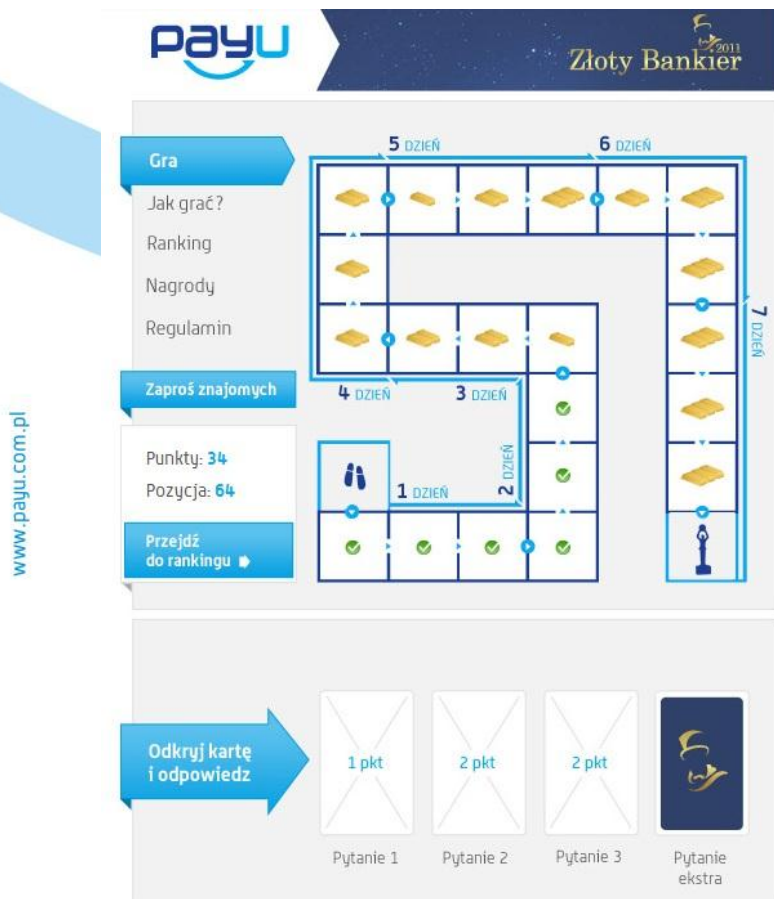 payu
Złoty Bankier
2011
Gra
Jak grać?
Ranking
Nagrody
Regulamin
Zaproś znajomych
Punkty: 34
Pozycja: 64
Przejdź
do rankingu
5 DZIEŃ
6 DZIEŃ
7 DZIEŃ
4 DZIEŃ
3 DZIEŃ
2 DZIEŃ
1 DZIEŃ
www.payu.com.pl
Odkryj kartę
i odpowiedz
1 pkt
2 pkt
2 pkt
Pytanie 1
Pytanie 2
Pytanie 3
Pytanie
ekstra